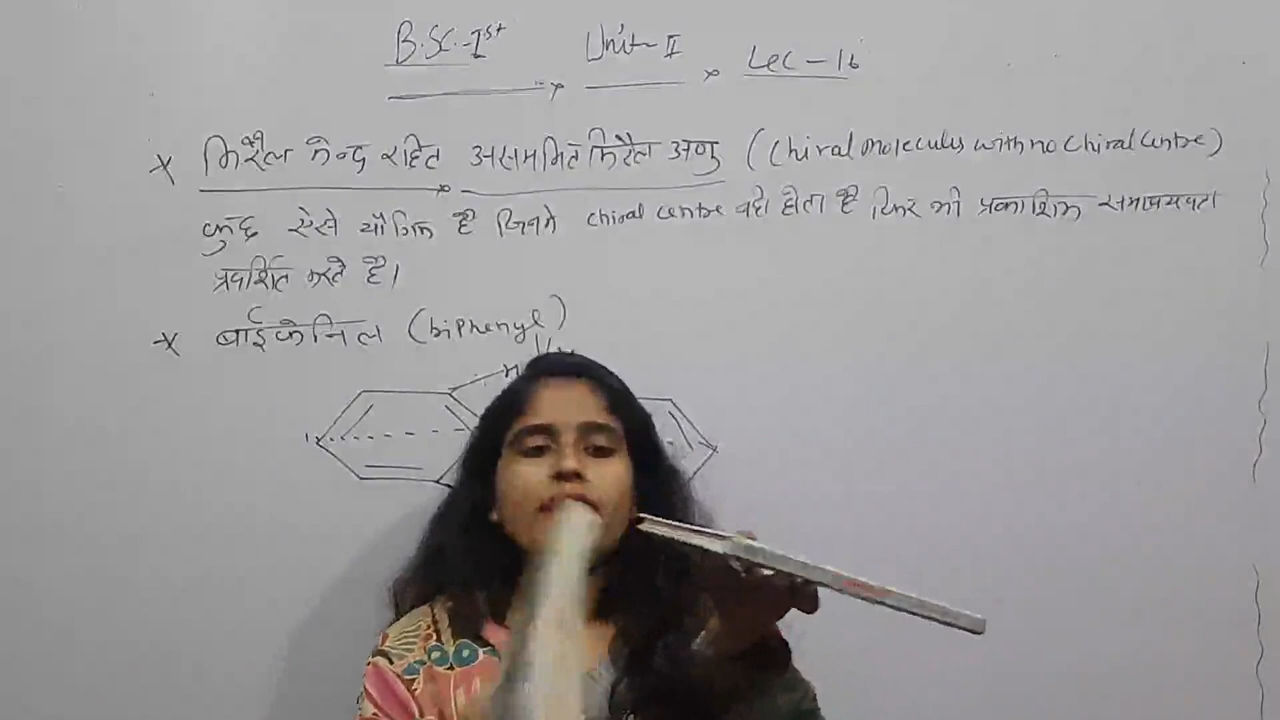 B.SC.-Ist Unit-II Lec-16
किरैल केन्द्र रहित असममित किरैल अणु (Chiral moleculus with no Chiral Centre)
कुछ ऐसे यौगिक है जिनमे chiral centre नही होता है फिर भी प्रकाशिक समावयवता
प्रदर्शित करते है।
बाईफेनिल (biphenyl)